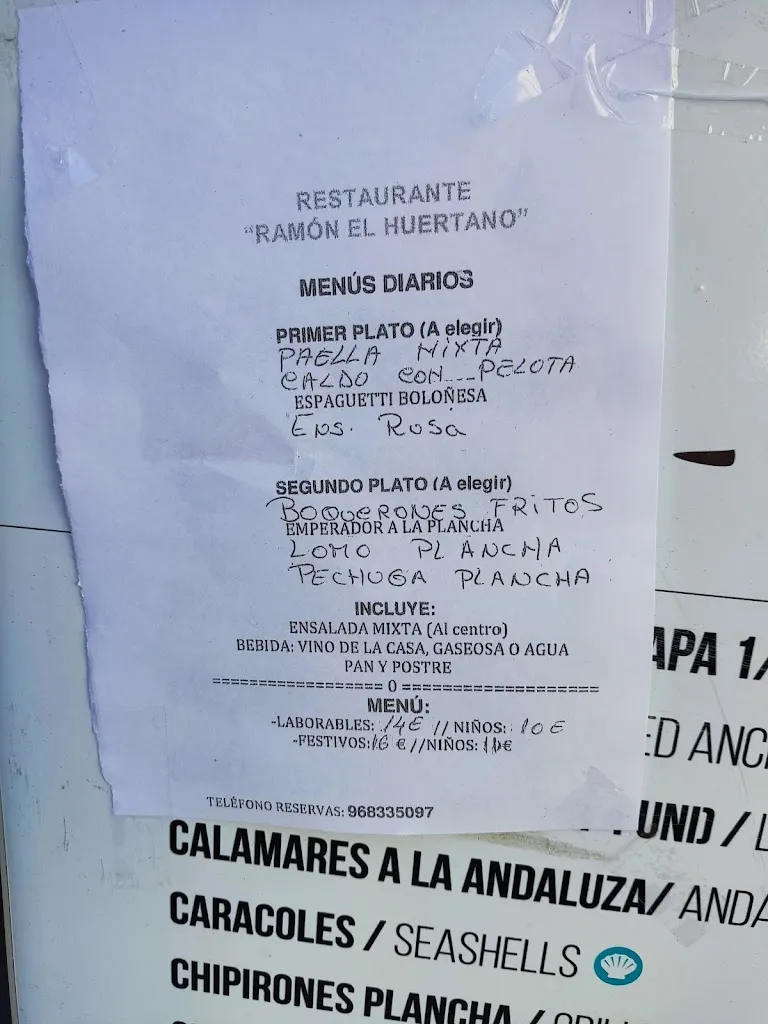 RESTAURANTE
"RAMÓN EL HUERTANO"
MENÚS DIARIOS
PRIMER PLATO (A elegir)
PAELLA MIXTA
CALDO CON PELOTA
ESPAGUETTI BOLOÑESA
Ens. Rosa
SEGUNDO PLATO (A elegir)
BOQUERONES FRITOS
EMPERADOR A LA PLANCHA
LOMO PLANCHA
PECHUGA PLANCHA
INCLUYE:
ENSALADA MIXTA (Al centro)
BEBIDA: VINO DE LA CASA, GASEOSA O AGUA
PAN Y POSTRE
================== 0 =====================
MENÚ:
-LABORABLES: 14€ // NIÑOS: 10€
-FESTIVOS: 16 € //NIÑOS: €
TELÉFONO RESERVAS: 968335097
APA 1/
ED ANC
UND /
CALAMARES A LA ANDALUZA/ ANDA
CARACOLES / SEASHELLS
CHIPIRONES PLANCHA /